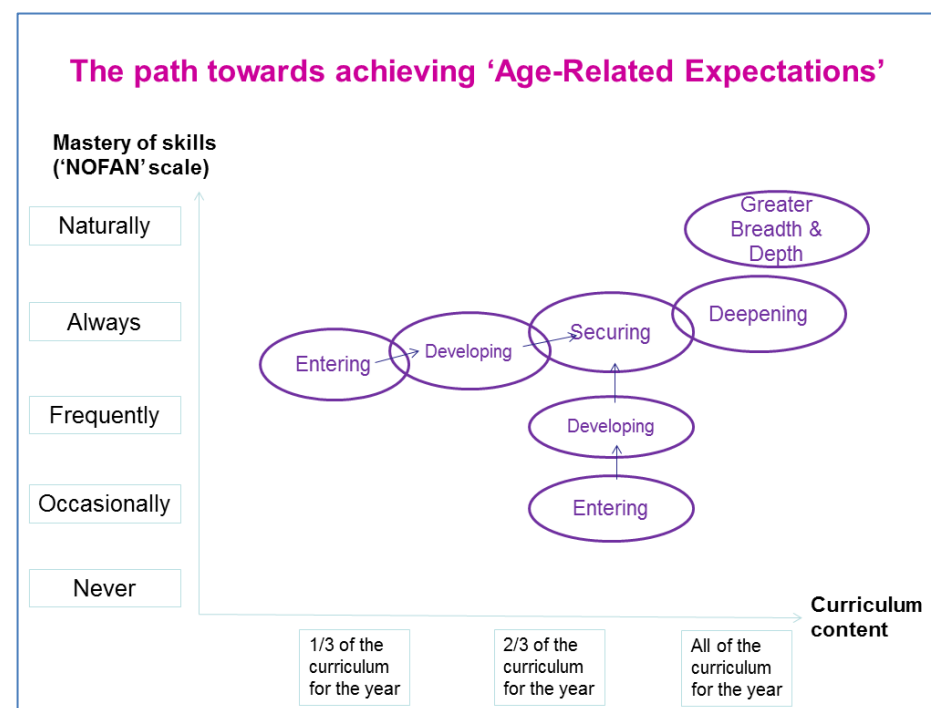 The path towards achieving ‘Age-Related Expectations’
Mastery of skills
(‘NOFAN’ scale)
Naturally
Always
Frequently
Occasionally
Never
Greater
Breadth &
Depth
Deepening
Securing
Developing
Entering
Developing
Entering
Curriculum
content
1/3 of the
curriculum
for the year
2/3 of the
curriculum
for the year
All of the
curriculum
for the year